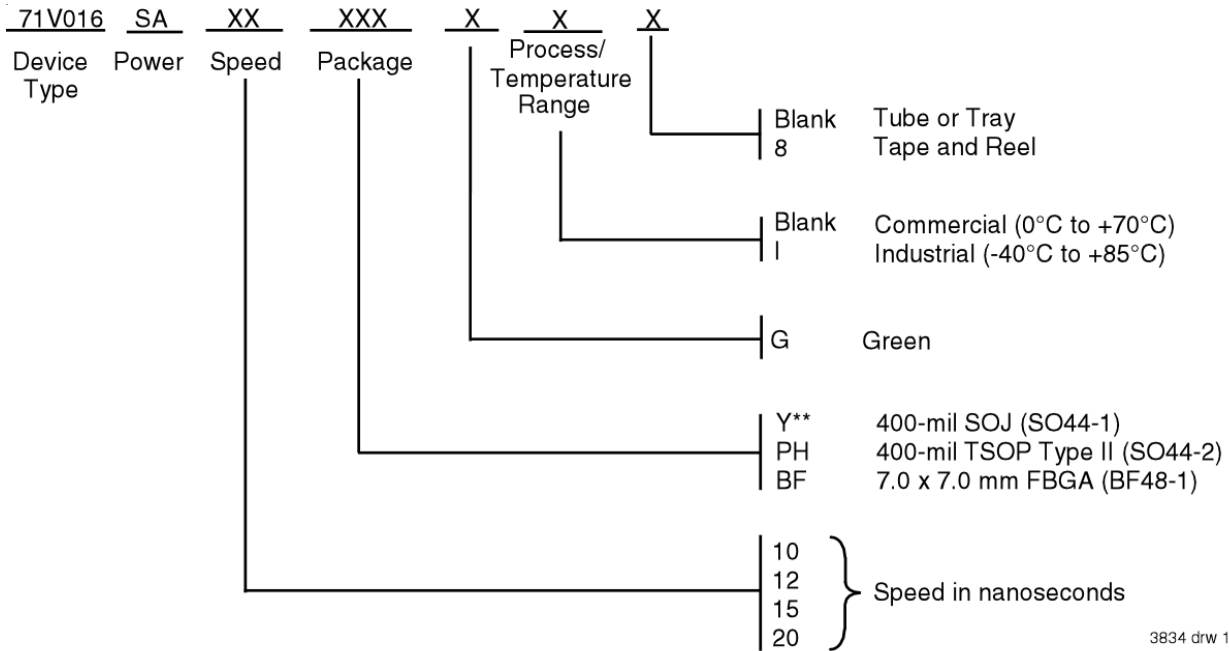 71V016 SA XX XXX X X X
Device Type Power Speed Package Process/ Temperature Range
Blank Tube or Tray
8 Tape and Reel
Blank Commercial (0°C to +70°C)
I Industrial (-40°C to +85°C)
G Green
Y** 400-mil SOJ (SO44-1)
PH 400-mil TSOP Type II (SO44-2)
BF 7.0 x 7.0 mm FBGA (BF48-1)
10
12
15
20
Speed in nanoseconds
3834 drw 1